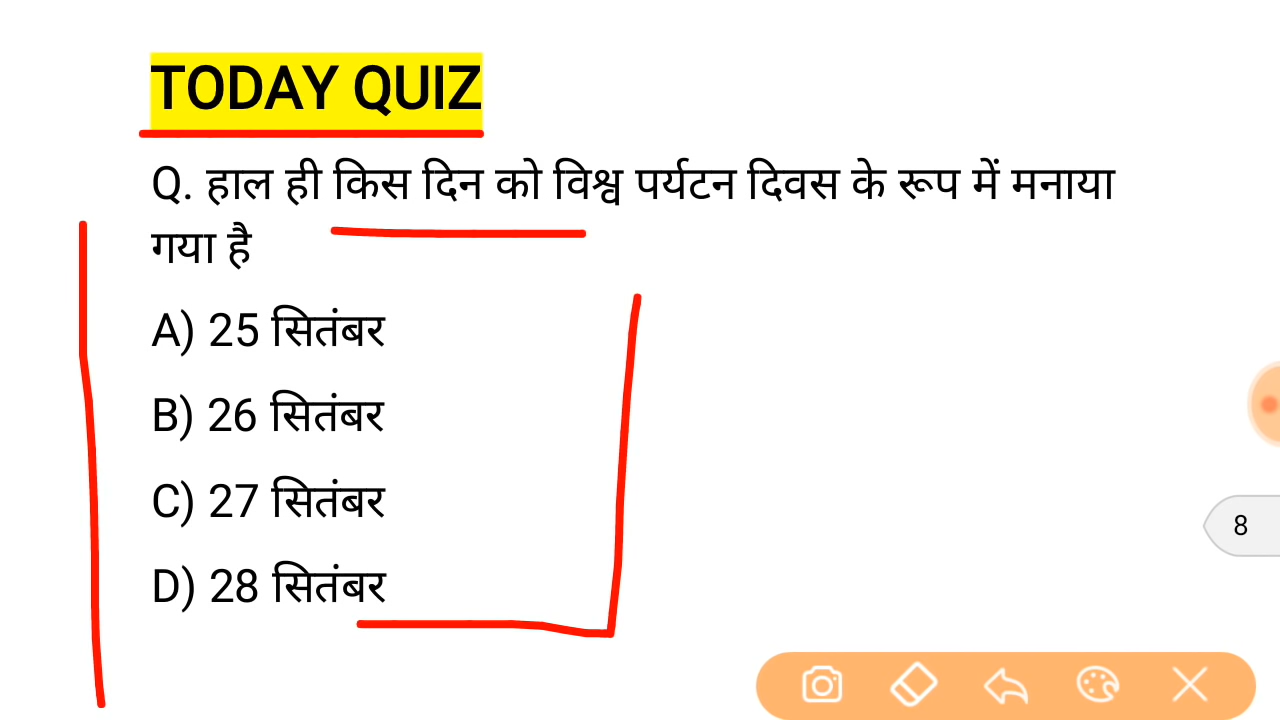 TODAY QUIZ
Q. हाल ही किस दिन को विश्व पर्यटन दिवस के रूप में मनाया
गया है
A) 25 सितंबर
B) 26 सितंबर
C) 27 सितंबर
8
D) 28 सितंबर